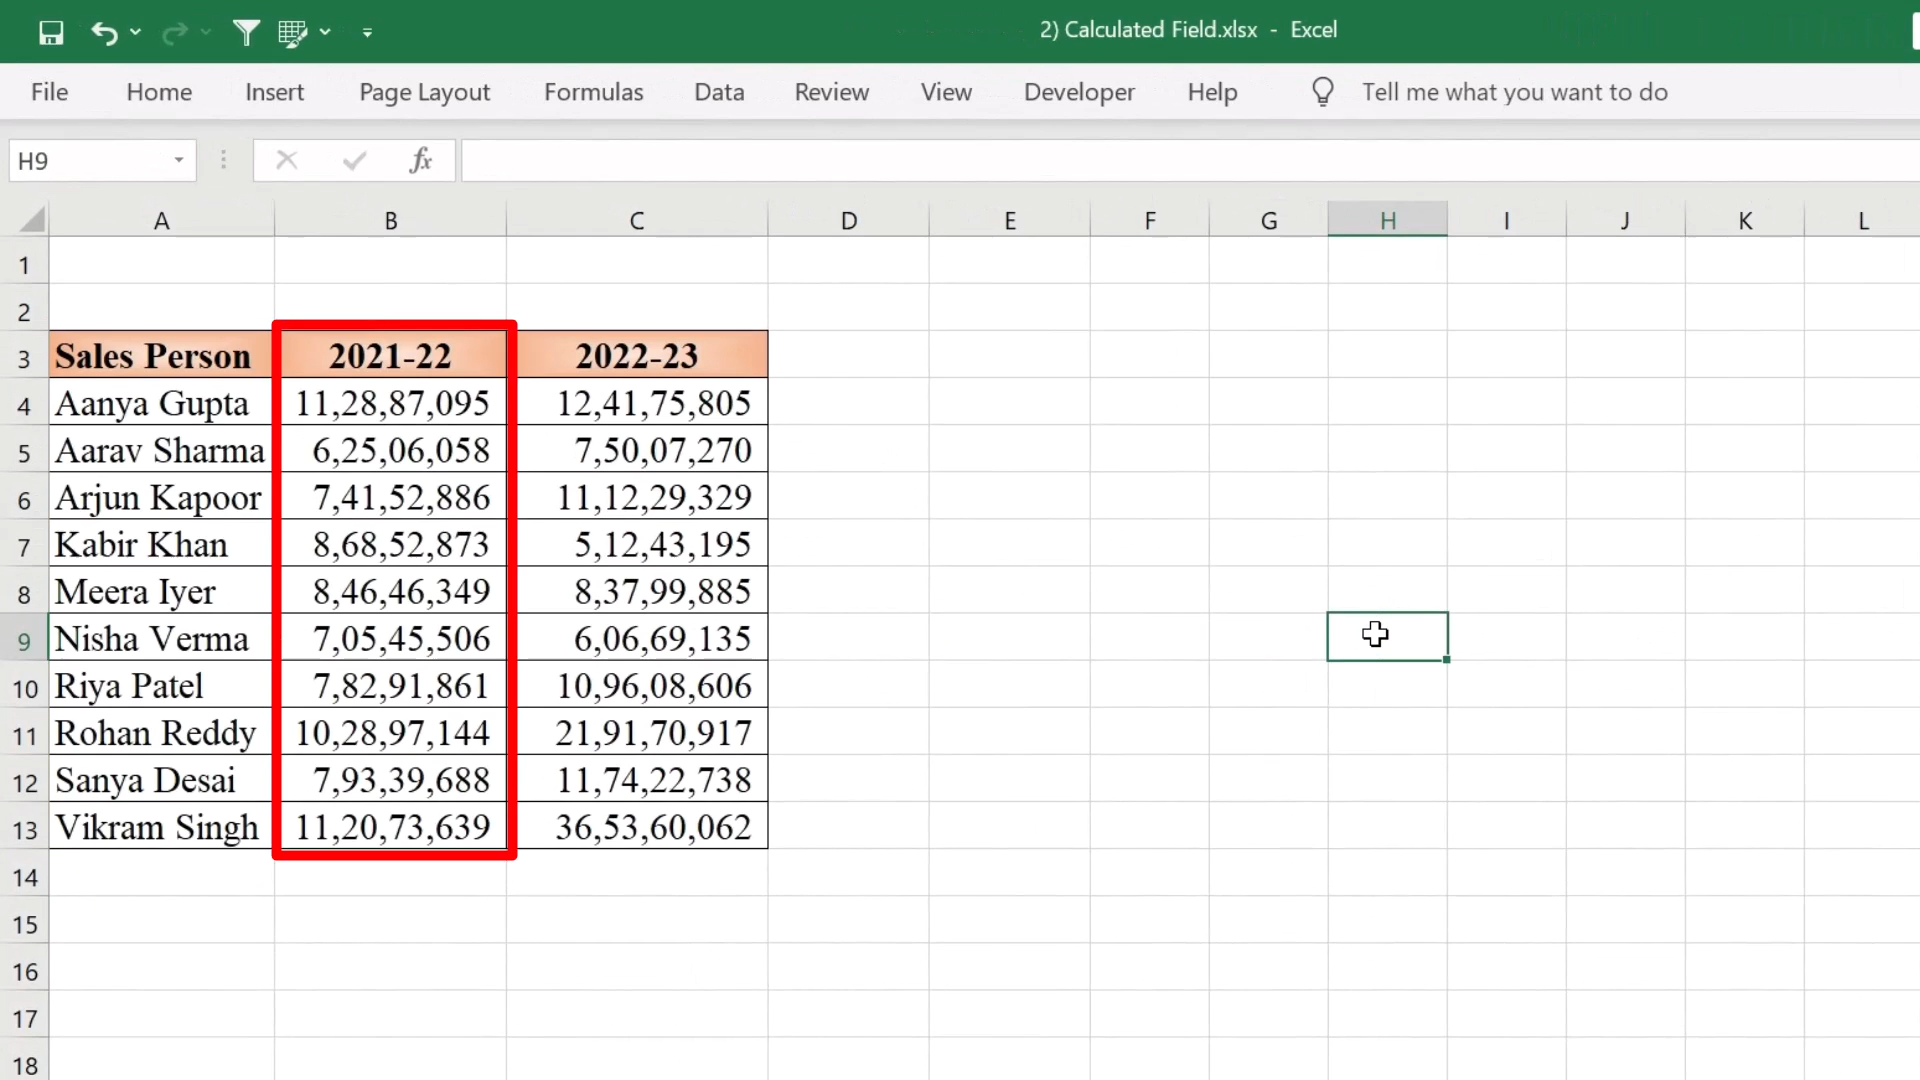 2) Calculated Field.xlsx - Excel
File Home Insert Page Layout Formulas Data Review View Developer Help Tell me what you want to do
H9 fx
A B C D E F G H I J K L
1
2
3 Sales Person 2021-22 2022-23
4 Aanya Gupta 11,28,87,095 12,41,75,805
5 Aarav Sharma 6,25,06,058 7,50,07,270
6 Arjun Kapoor 7,41,52,886 11,12,29,329
7 Kabir Khan 8,68,52,873 5,12,43,195
8 Meera Iyer 8,46,46,349 8,37,99,885
9 Nisha Verma 7,05,45,506 6,06,69,135
10 Riya Patel 7,82,91,861 10,96,08,606
11 Rohan Reddy 10,28,97,144 21,91,70,917
12 Sanya Desai 7,93,39,688 11,74,22,738
13 Vikram Singh 11,20,73,639 36,53,60,062
14
15
16
17
18